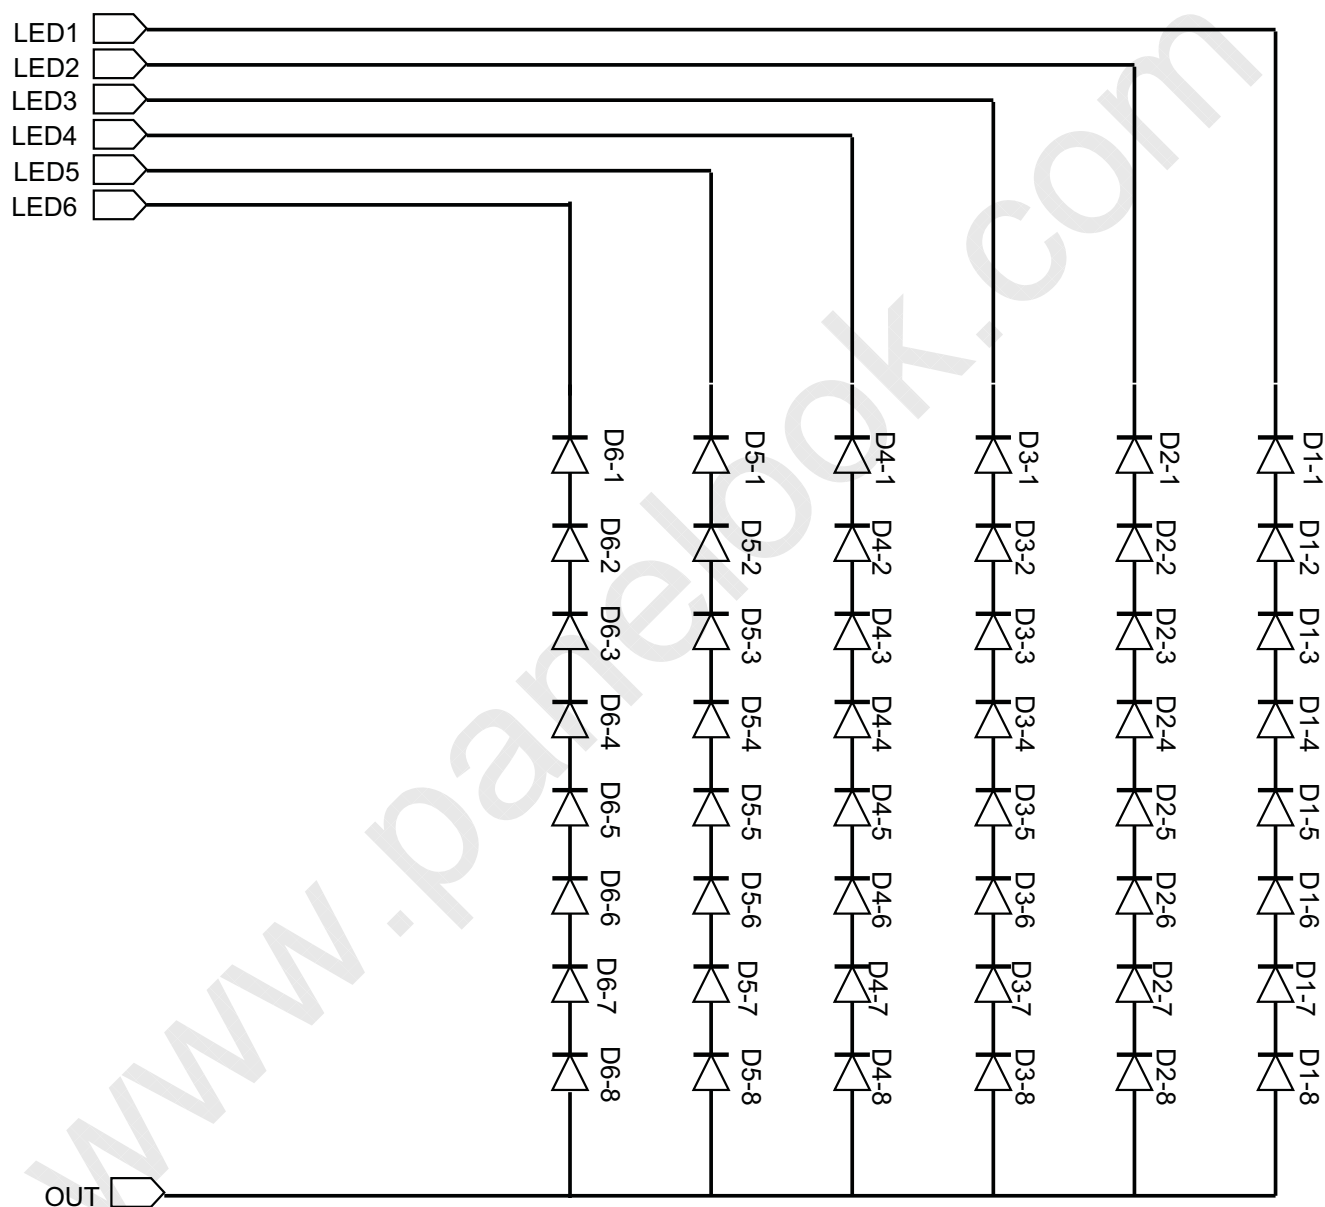 LED1
LED2
LED3
LED4
LED5
LED6
D6-1 D5-1 D4-1 D3-1 D2-1 D1-1
D6-2 D5-2 D4-2 D3-2 D2-2 D1-2
D6-3 D5-3 D4-3 D3-3 D2-3 D1-3
D6-4 D5-4 D4-4 D3-4 D2-4 D1-4
D6-5 D5-5 D4-5 D3-5 D2-5 D1-5
D6-6 D5-6 D4-6 D3-6 D2-6 D1-6
D6-7 D5-7 D4-7 D3-7 D2-7 D1-7
D6-8 D5-8 D4-8 D3-8 D2-8 D1-8
OUT
www.panelook.com